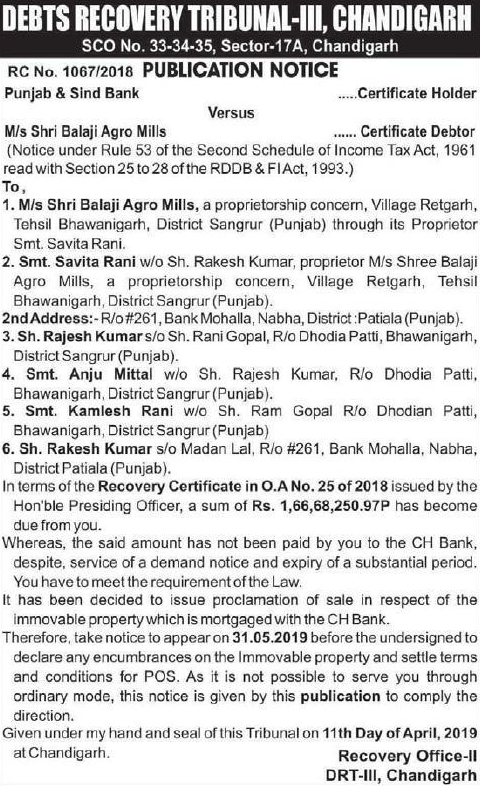 DEBTS RECOVERY TRIBUNAL-III, CHANDIGARH
SCO No. 33-34-35, Sector-17A, Chandigarh
RC No. 1067/2018 PUBLICATION NOTICE
Punjab & Sind Bank .....Certificate Holder
Versus
M/s Shri Balaji Agro Mills ...... Certificate Debtor
(Notice under Rule 53 of the Second Schedule of Income Tax Act, 1961
read with Section 25 to 28 of the RDDB & FI Act, 1993.)
To,
1. M/s Shri Balaji Agro Mills, a proprietorship concern, Village Retgarh,
Tehsil Bhawanigarh, District Sangrur (Punjab) through its Proprietor
Smt. Savita Rani.
2. Smt. Savita Rani w/o Sh. Rakesh Kumar, proprietor M/s Shree Balaji
Agro Mills, a proprietorship concern, Village Retgarh, Tehsil
Bhawanigarh, District Sangrur (Punjab).
2nd Address:- R/o #261, Bank Mohalla, Nabha, District :Patiala (Punjab).
3. Sh. Rajesh Kumar s/o Sh. Rani Gopal, R/o Dhodia Patti, Bhawanigarh,
District Sangrur (Punjab).
4. Smt. Anju Mittal w/o Sh. Rajesh Kumar, R/o Dhodia Patti,
Bhawanigarh, District Sangrur (Punjab).
5. Smt. Kamlesh Rani w/o Sh. Ram Gopal R/o Dhodian Patti,
Bhawanigarh, District Sangrur (Punjab)
6. Sh. Rakesh Kumar s/o Madan Lal, R/o #261, Bank Mohalla, Nabha,
District Patiala (Punjab).
In terms of the Recovery Certificate in O.A No. 25 of 2018 issued by the
Hon'ble Presiding Officer, a sum of Rs. 1,66,68,250.97P has become
due from you.
Whereas, the said amount has not been paid by you to the CH Bank,
despite, service of a demand notice and expiry of a substantial period.
You have to meet the requirement of the Law.
It has been decided to issue proclamation of sale in respect of the
immovable property which is mortgaged with the CH Bank.
Therefore, take notice to appear on 31.05.2019 before the undersigned to
declare any encumbrances on the Immovable property and settle terms
and conditions for POS. As it is not possible to serve you through
ordinary mode, this notice is given by this publication to comply the
direction.
Given under my hand and seal of this Tribunal on 11th Day of April, 2019
at Chandigarh.
Recovery Office-II
DRT-III, Chandigarh